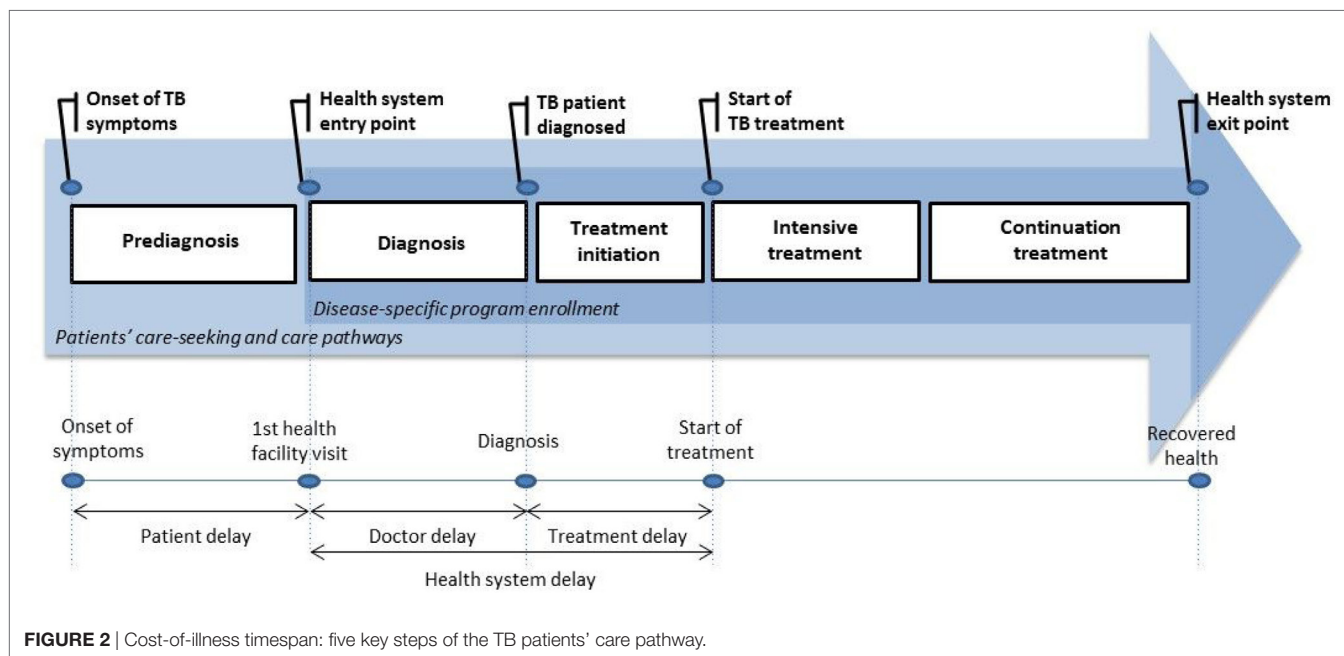 Onset of TB
symptoms
Health system
entry point
TB patient
diagnosed
Start of
TB treatment
Health system
exit point
Prediagnosis
Diagnosis
Treatment
initiation
Intensive
treatment
Continuation
treatment
Disease-specific program enrollment
Patients’ care-seeking and care pathways
Onset of
symptoms
1st health
facility visit
Diagnosis
Start of
treatment
Recovered
health
Patient delay
Doctor delay
Treatment delay
Health system delay
FIGURE 2 | Cost-of-illness timespan: five key steps of the TB patients’ care pathway.